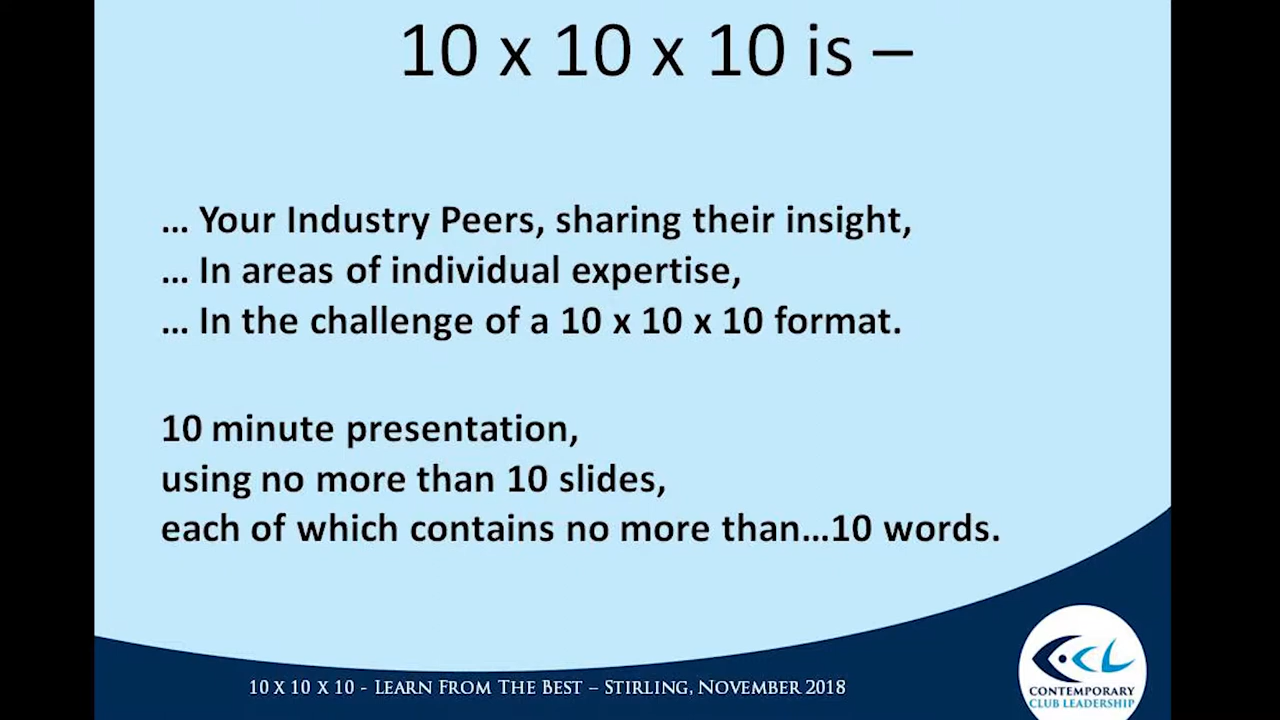 10 x 10 x 10 is –
... Your Industry Peers, sharing their insight,
... In areas of individual expertise,
... In the challenge of a 10 x 10 x 10 format.
10 minute presentation,
using no more than 10 slides,
each of which contains no more than...10 words.
10 X 10 X 10 - LEARN FROM THE BEST – STIRLING, NOVEMBER 2018
CCL
CONTEMPORARY
CLUB LEADERSHIP